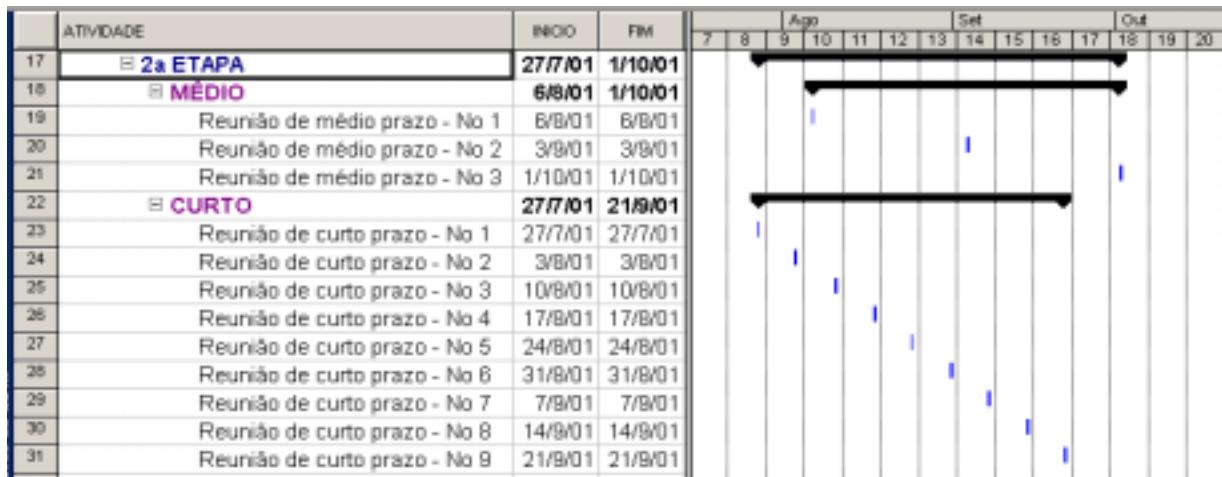 ATIVIDADE INICIO FIM Ago Set Out
7 8 9 10 11 12 13 14 15 16 17 18 19 20
17 2a ETAPA 27/7/01 1/10/01
18 MÉDIO 6/8/01 1/10/01
19 Reunião de médio prazo - No 1 6/8/01 6/8/01
20 Reunião de médio prazo - No 2 3/9/01 3/9/01
21 Reunião de médio prazo - No 3 1/10/01 1/10/01
22 CURTO 27/7/01 21/9/01
23 Reunião de curto prazo - No 1 27/7/01 27/7/01
24 Reunião de curto prazo - No 2 3/8/01 3/8/01
25 Reunião de curto prazo - No 3 10/8/01 10/8/01
26 Reunião de curto prazo - No 4 17/8/01 17/8/01
27 Reunião de curto prazo - No 5 24/8/01 24/8/01
28 Reunião de curto prazo - No 6 31/8/01 31/8/01
29 Reunião de curto prazo - No 7 7/9/01 7/9/01
30 Reunião de curto prazo - No 8 14/9/01 14/9/01
31 Reunião de curto prazo - No 9 21/9/01 21/9/01